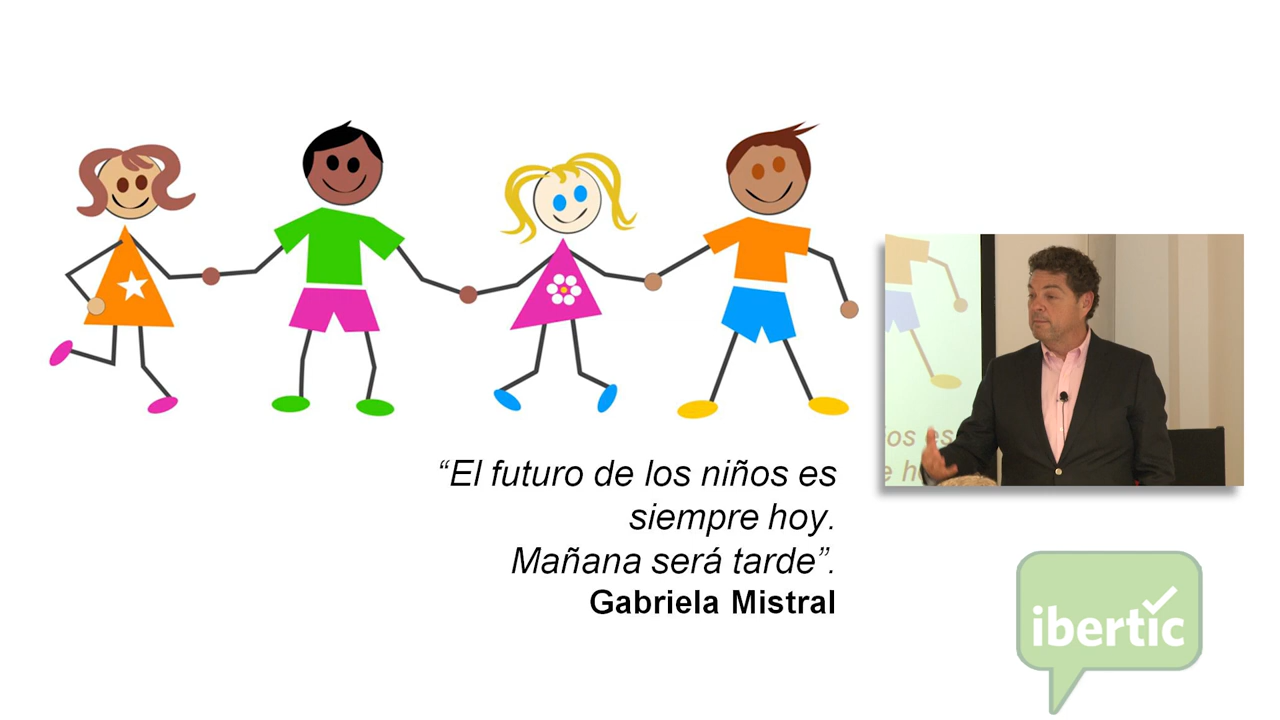 “El futuro de los niños es
siempre hoy.
Mañana será tarde”.
Gabriela Mistral
ibertic